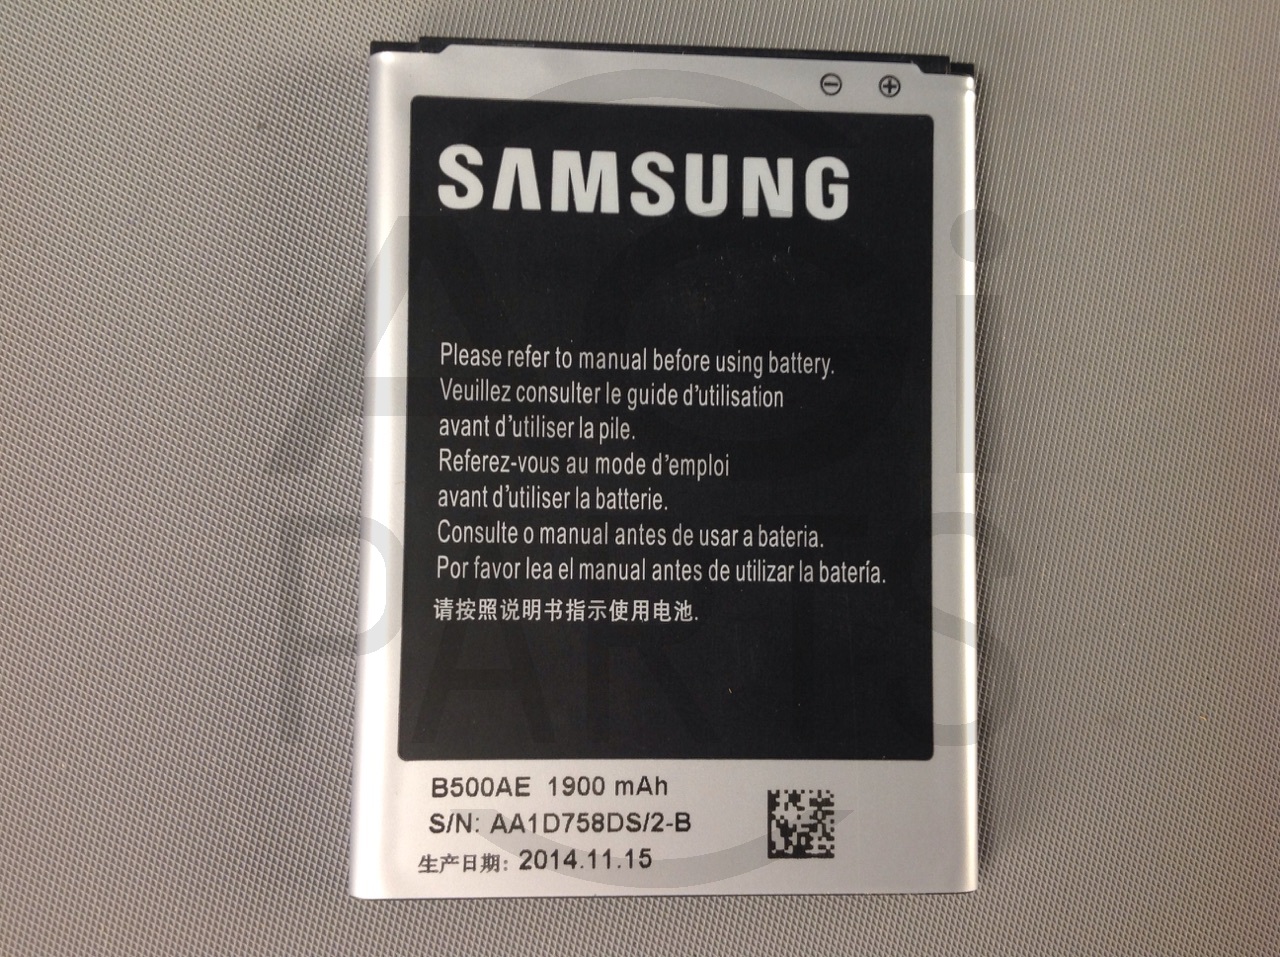 ⊖ ⊕
SAMSUNG
Please refer to manual before using battery.
Veuillez consulter le guide d'utilisation
avant d'utiliser la pile.
Referez-vous au mode d'emploi
avant d'utiliser la batterie.
Consulte o manual antes de usar a bateria.
Por favor lea el manual antes de utilizar la batería.
请按照说明书指示使用电池.
B500AE 1900 mAh
S/N: AA1D758DS/2-B
生产日期: 2014.11.15
PARTS